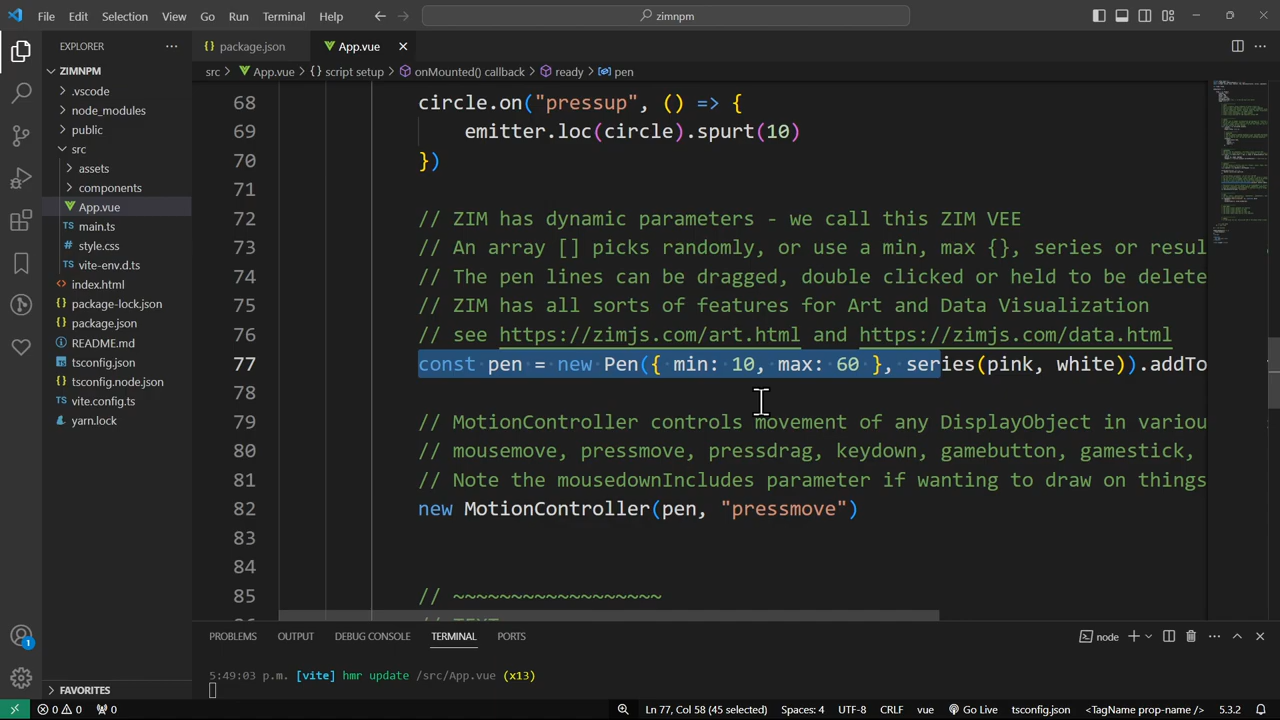 File Edit Selection View Go Run Terminal Help
zimnpm
EXPLORER
package.json
App.vue
ZIMNPM
.vscode
node_modules
public
src
assets
components
App.vue
main.ts
style.css
vite-env.d.ts
index.html
package-lock.json
package.json
README.md
tsconfig.json
tsconfig.node.json
vite.config.ts
yarn.lock
FAVORITES
src > App.vue > {} script setup > onMounted() callback > ready > pen
68 circle.on("pressup", () => {
69 emitter.loc(circle).spurt(10)
70 })
71
72 // ZIM has dynamic parameters - we call this ZIM VEE
73 // An array [] picks randomly, or use a min, max {}, series or resul
74 // The pen lines can be dragged, double clicked or held to be delete
75 // ZIM has all sorts of features for Art and Data Visualization
76 // see https://zimjs.com/art.html and https://zimjs.com/data.html
77 const pen = new Pen({ min: 10, max: 60 }, series(pink, white)).addTo
78
79 // MotionController controls movement of any DisplayObject in variou
80 // mousemove, pressmove, pressdrag, keydown, gamebutton, gamestick,
81 // Note the mousedownIncludes parameter if wanting to draw on things
82 new MotionController(pen, "pressmove")
83
84
85 // ~~~~~~~~~~~~~~~~~~
PROBLEMS OUTPUT DEBUG CONSOLE TERMINAL PORTS
node
5:49:03 p.m. [vite] hmr update /src/App.vue (x13)
1
0 0 0
Ln 77, Col 58 (45 selected) Spaces: 4 UTF-8 CRLF vue Go Live tsconfig.json <TagName prop-name /> 5.3.2